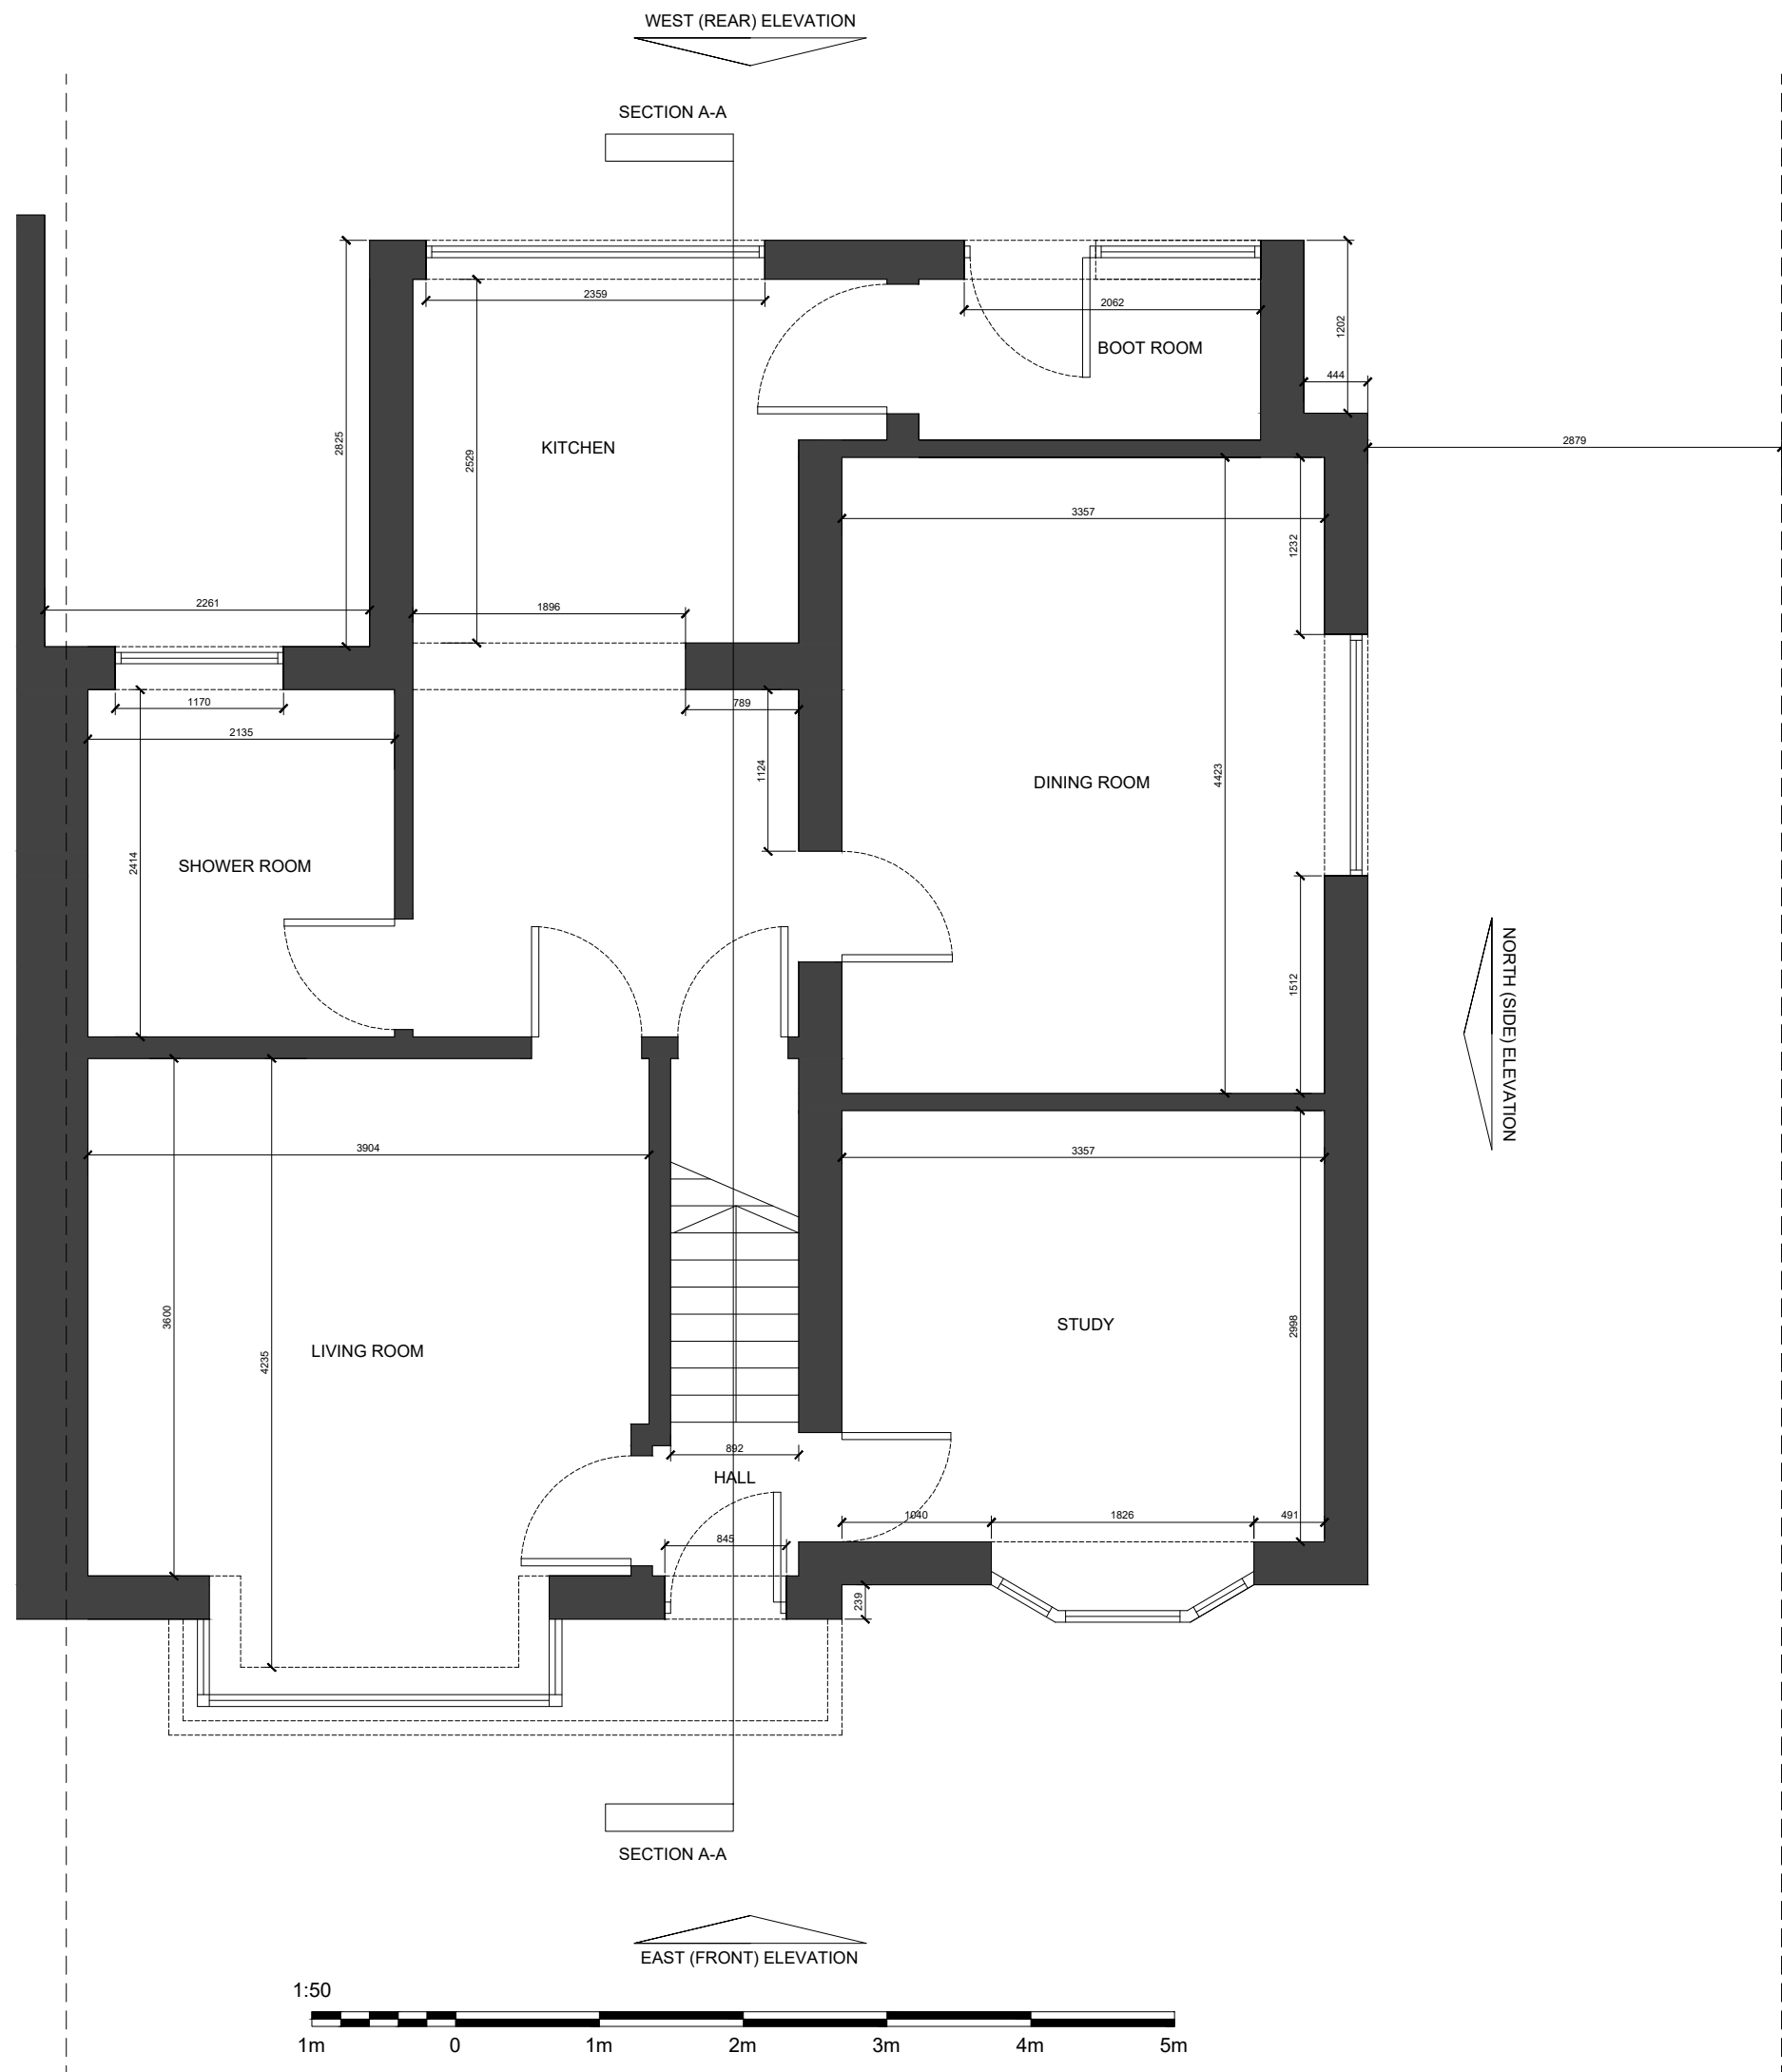 WEST (REAR) ELEVATION
SECTION A-A
2359
2062
BOOT ROOM
1202
444
2825
2529
KITCHEN
2879
3357
1232
2261
1896
1170
789
2135
1124
4423
DINING ROOM
2414
SHOWER ROOM
1512
NORTH (SIDE) ELEVATION
3904
3357
3600
4235
LIVING ROOM
STUDY
2998
892
HALL
1040
1826
491
845
239
SECTION A-A
EAST (FRONT) ELEVATION
1:50
1m 0 1m 2m 3m 4m 5m